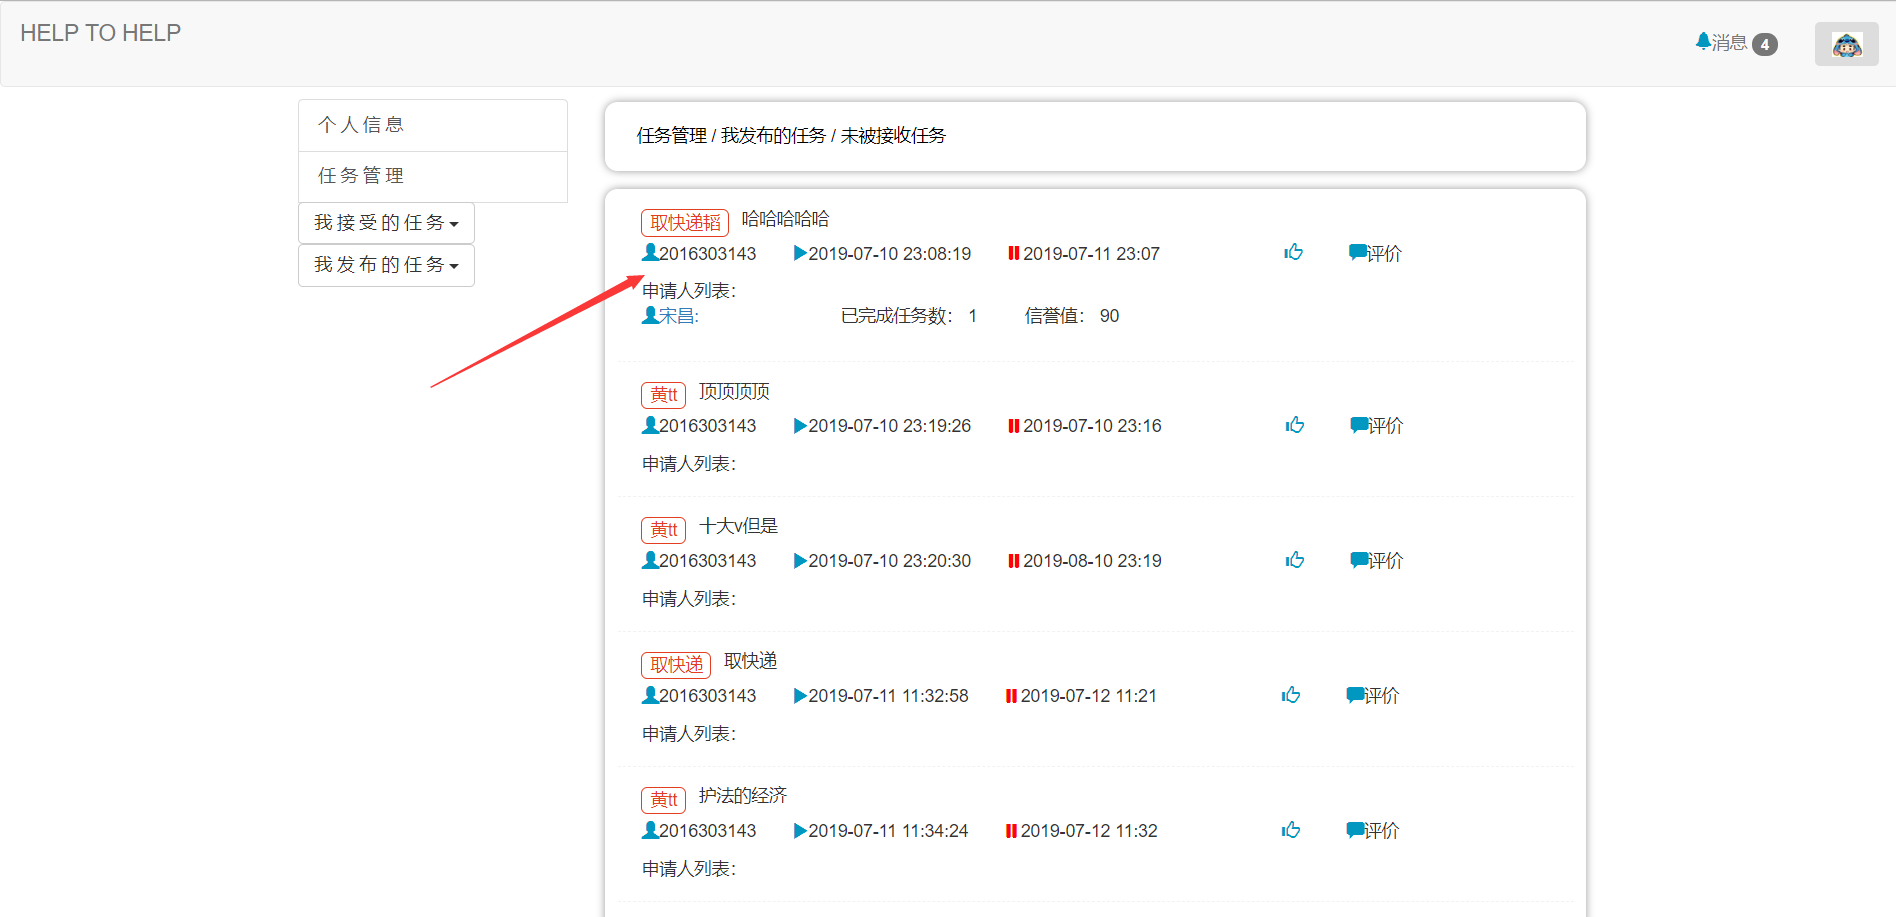 HELP TO HELP
消息 4
个人信息
任务管理
我接受的任务
我发布的任务
任务管理 / 我发布的任务 / 未被接收任务
取快递韬 哈哈哈哈哈
2016303143 2019-07-10 23:08:19 2019-07-11 23:07 评价
申请人列表:
宋昌: 已完成任务数: 1 信誉值: 90
黄tt 顶顶顶顶
2016303143 2019-07-10 23:19:26 2019-07-10 23:16 评价
申请人列表:
黄tt 十大v但是
2016303143 2019-07-10 23:20:30 2019-08-10 23:19 评价
申请人列表:
取快递 取快递
2016303143 2019-07-11 11:32:58 2019-07-12 11:21 评价
申请人列表:
黄tt 护法的经济
2016303143 2019-07-11 11:34:24 2019-07-12 11:32 评价
申请人列表: